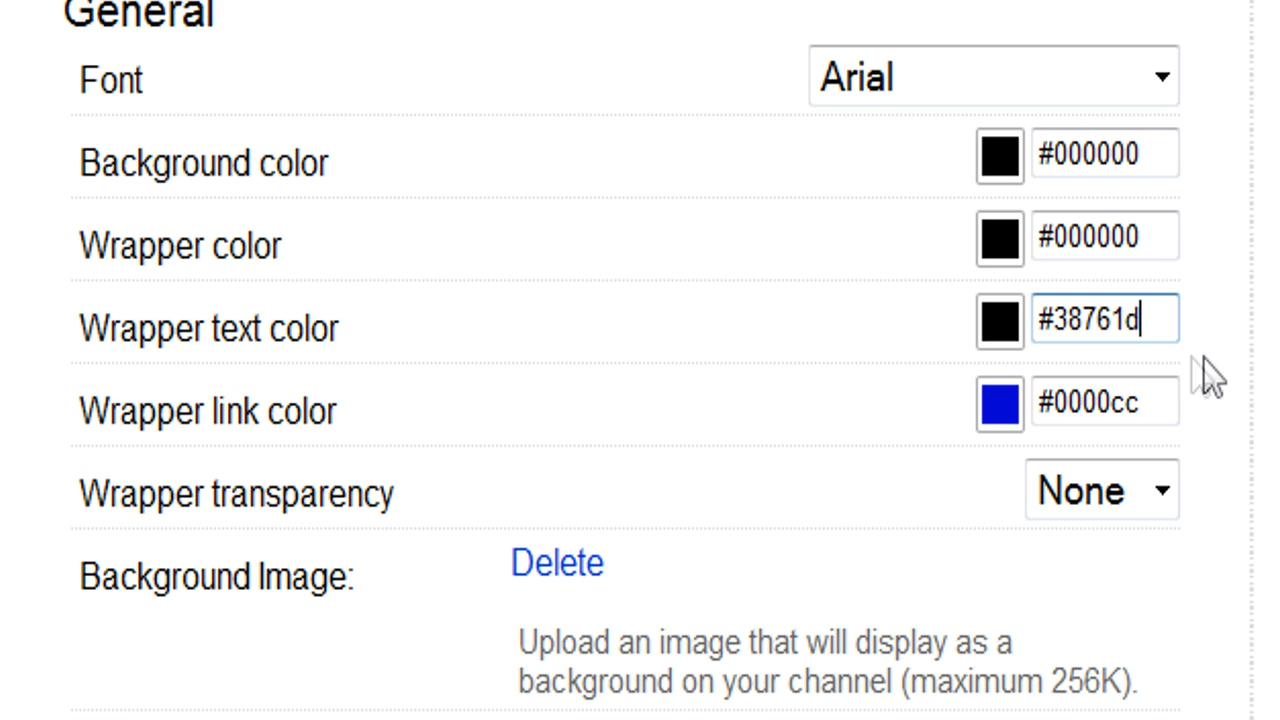 General
Font
Arial
Background color
#000000
Wrapper color
#000000
Wrapper text color
#38761d
Wrapper link color
#0000cc
Wrapper transparency
None
Background Image:
Delete
Upload an image that will display as a
background on your channel (maximum 256K).